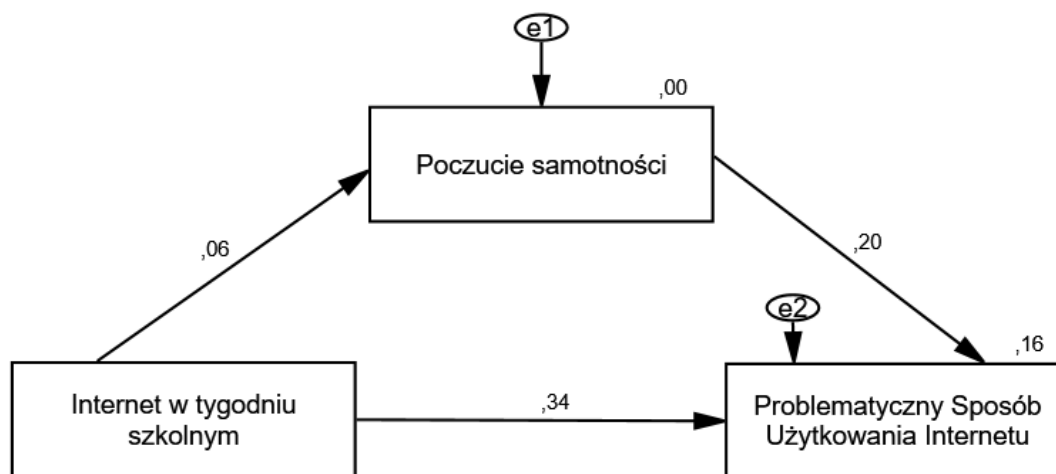 e1
,00
Poczucie samotności
,06
,20
e2
,16
Internet w tygodniu
szkolnym
,34
Problematyczny Sposób
Użytkowania Internetu